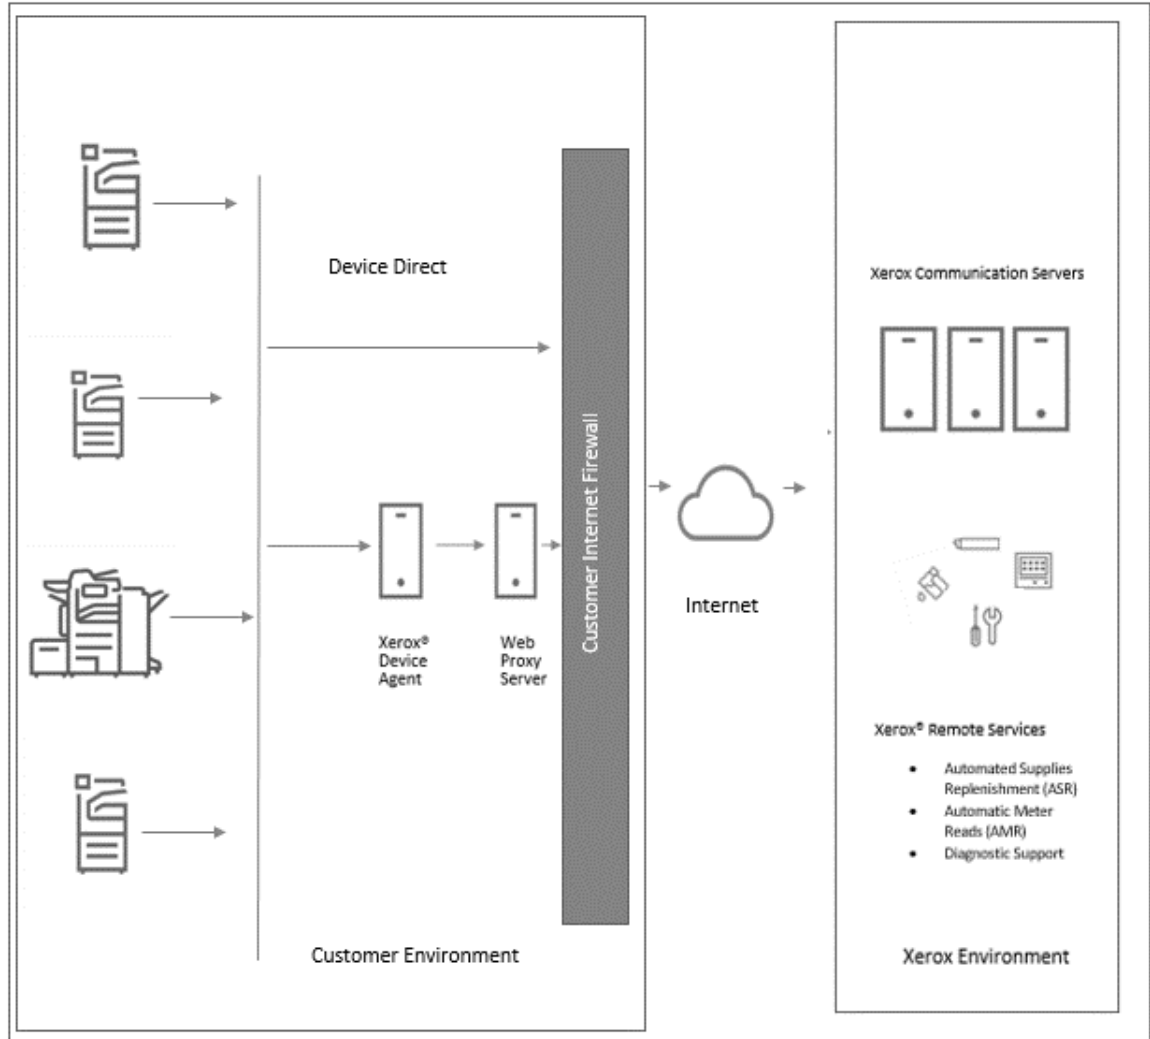 Device Direct
Customer Internet Firewall
Xerox®
Device
Agent
Web
Proxy
Server
Customer Environment
Internet
Xerox Communication Servers
Xerox® Remote Services
• Automated Supplies
Replenishment (ASR)
• Automatic Meter
Reads (AMR)
• Diagnostic Support
Xerox Environment